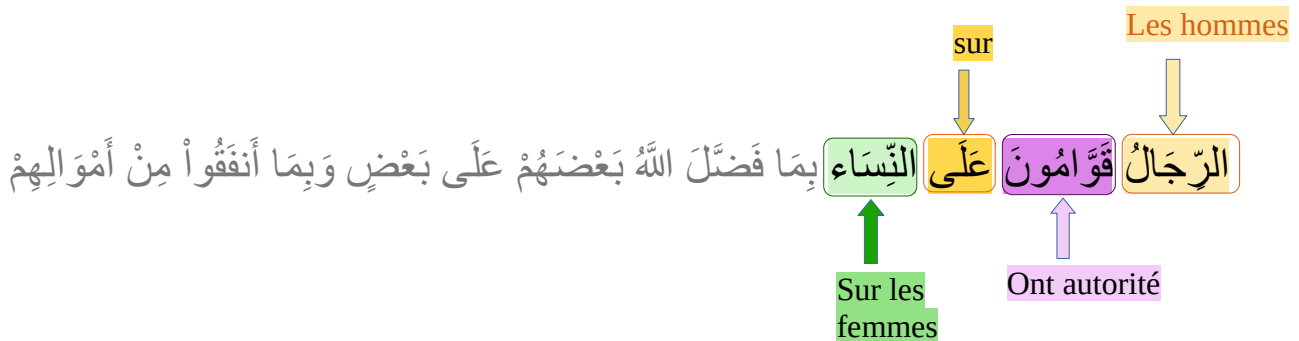 Les hommes
sur
الرِّجَالُ قَوَّامُونَ عَلَى النِّسَاء بِمَا فَضَّلَ اللَّهُ بَعْضَهُمْ عَلَى بَعْضٍ وَبِمَا أَنفَقُواْ مِنْ أَمْوَالِهِمْ
Sur les
femmes
Ont autorité